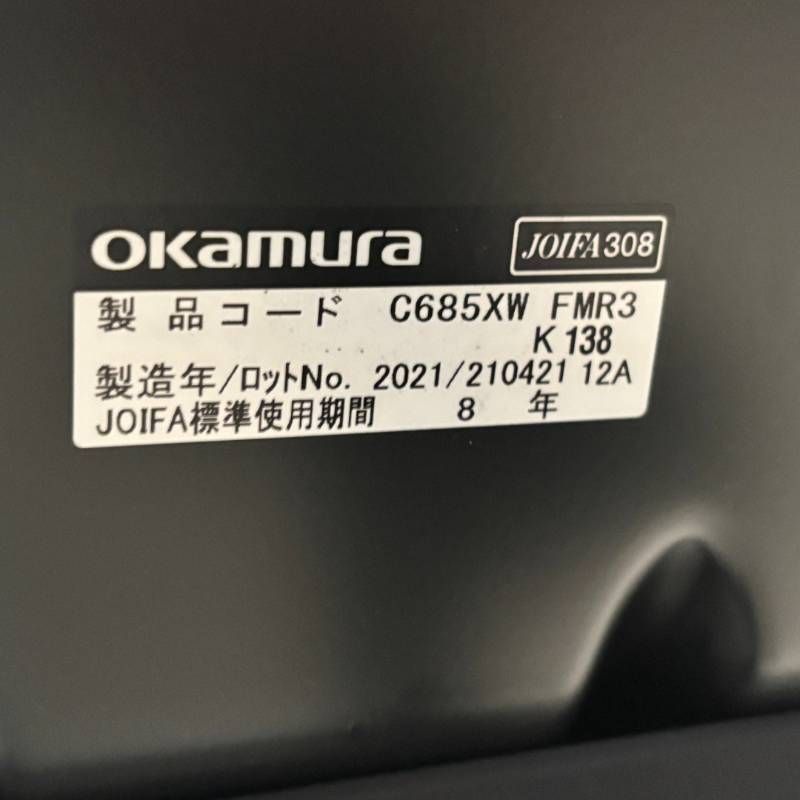 okamura JOIFA308
製品コード C685XW FMR3
K 138
製造年/ロットNo. 2021/210421 12A
JOIFA標準使用期間 8 年